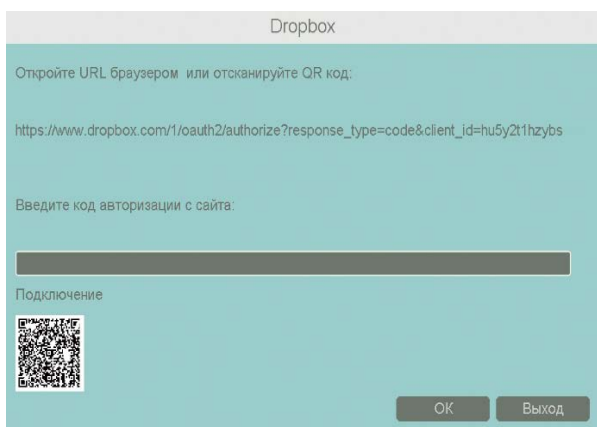 Dropbox
Откройте URL браузером или отсканируйте QR код:
https://www.dropbox.com/1/oauth2/authorize?response_type=code&client_id=hu5y2t1hzybs
Введите код авторизации с сайта:
Подключение
OK Выход